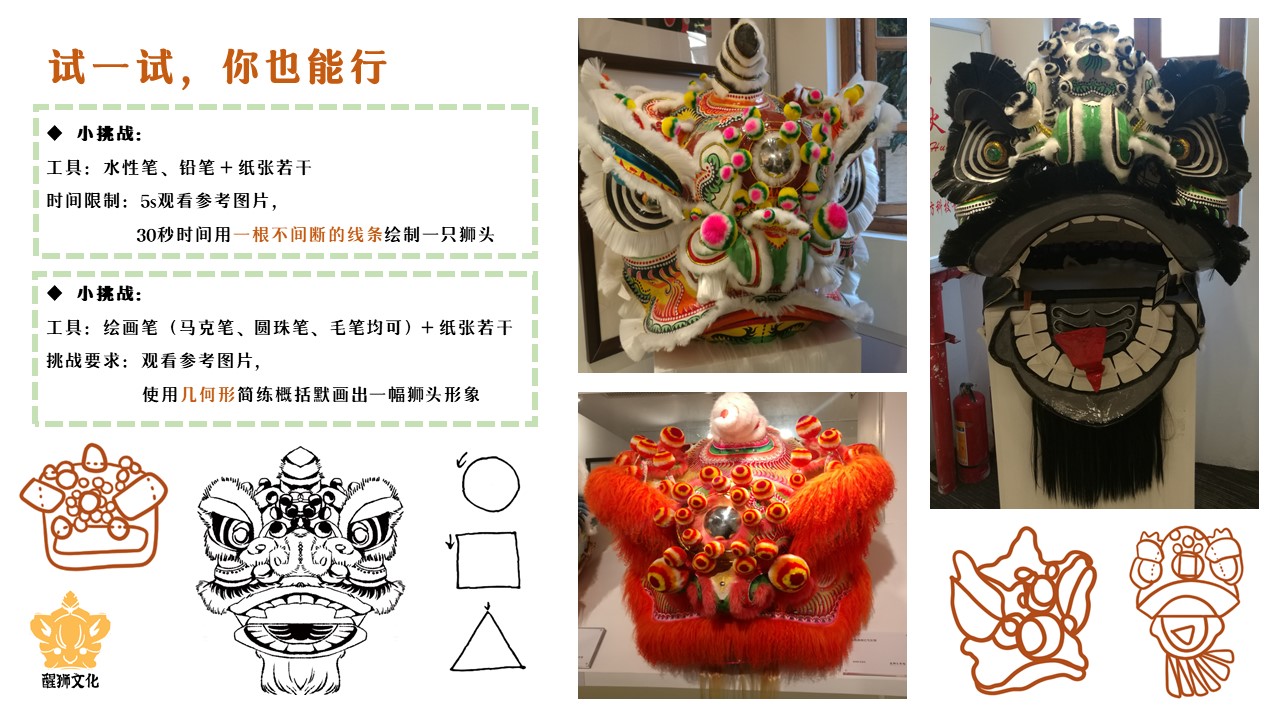 试一试，你也能行
◆ 小挑战：
工具：水性笔、铅笔＋纸张若干
时间限制：5s观看参考图片，
30秒时间用一根不间断的线条绘制一只狮头
◆ 小挑战：
工具：绘画笔（马克笔、圆珠笔、毛笔均可）＋纸张若干
挑战要求：观看参考图片，
使用几何形简练概括默画出一幅狮头形象
醒狮文化